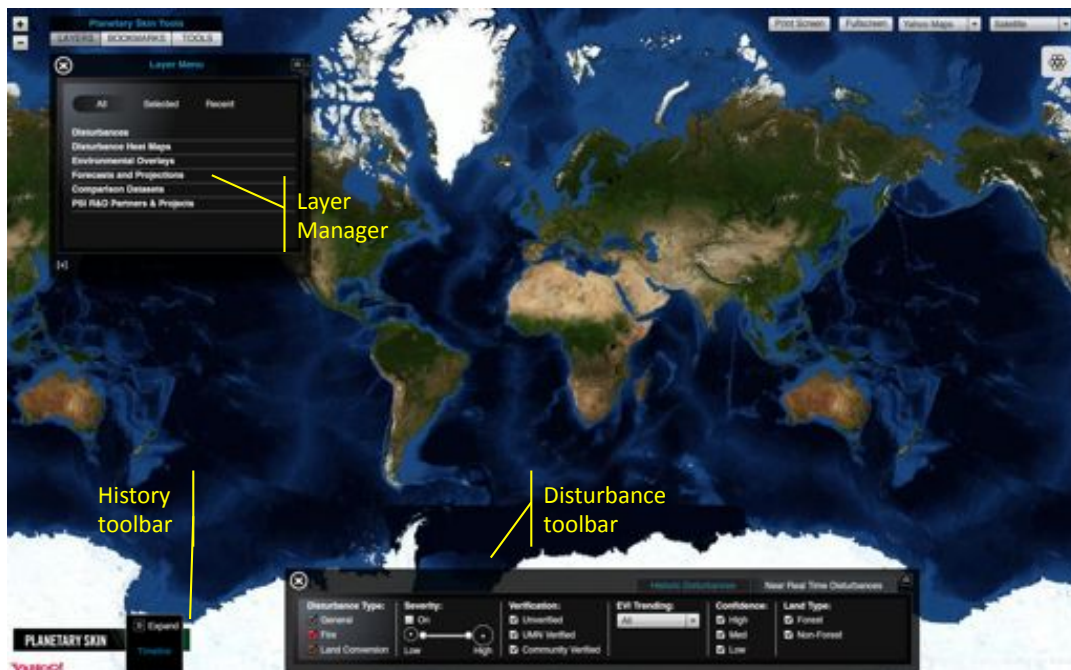 Planetary Skin Tools
LAYERS BOOKMARKS TOOLS
Print Screen Fullscreen Yahoo Maps Satellite
Layer Menu
All Selected Recent
Disturbances
Disturbance Heat Maps
Environmental Overlays
Forecasts and Projections
Comparison Datasets
PSI R&D Partners & Projects
[+]
Layer
Manager
History
toolbar
Disturbance
toolbar
Historic Disturbances Near Real Time Disturbances
Disturbance Type: Severity: Verification: EVI Trending: Confidence: Land Type:
General On Unverified All High Forest
Fire UMN Verified Med Non-Forest
Land Conversion Low High Community Verified Low
Expand
Timeline
PLANETARY SKIN
YAHOO!